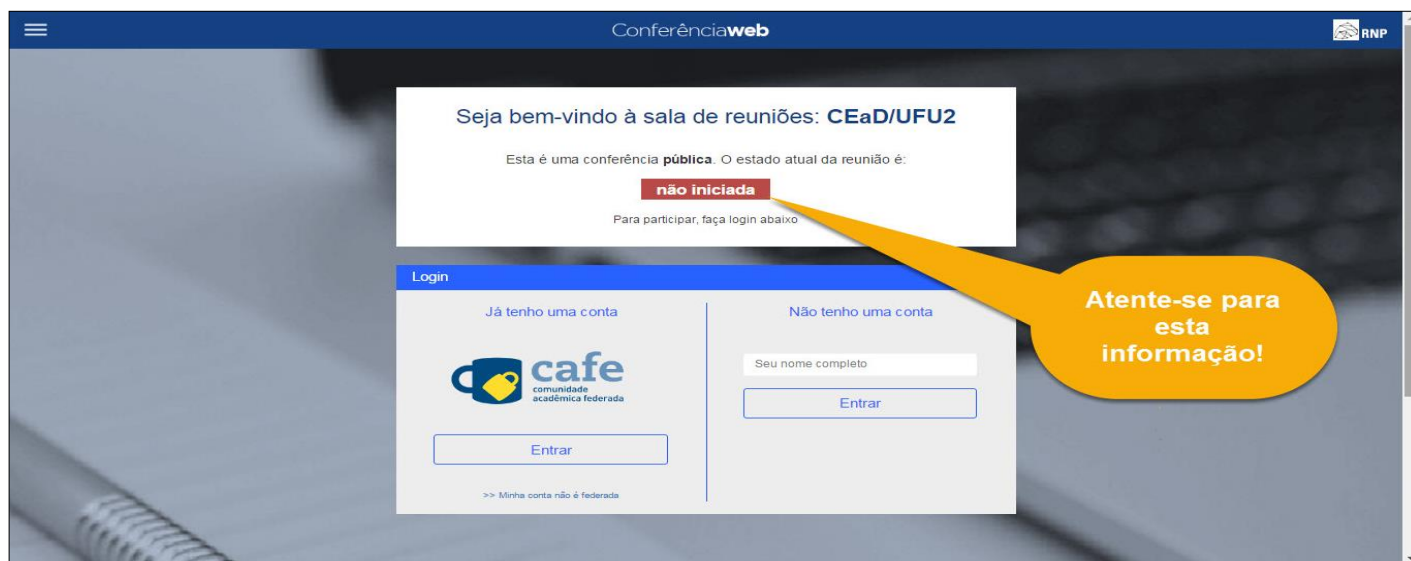 Conferênciaweb
RNP
Seja bem-vindo à sala de reuniões: CEaD/UFU2
Esta é uma conferência pública. O estado atual da reunião é:
não iniciada
Para participar, faça login abaixo
Atente-se para
esta
informação!
Login
Já tenho uma conta
cafe
comunidade
acadêmica federada
Entrar
>> Minha conta não é federada
Não tenho uma conta
Seu nome completo
Entrar